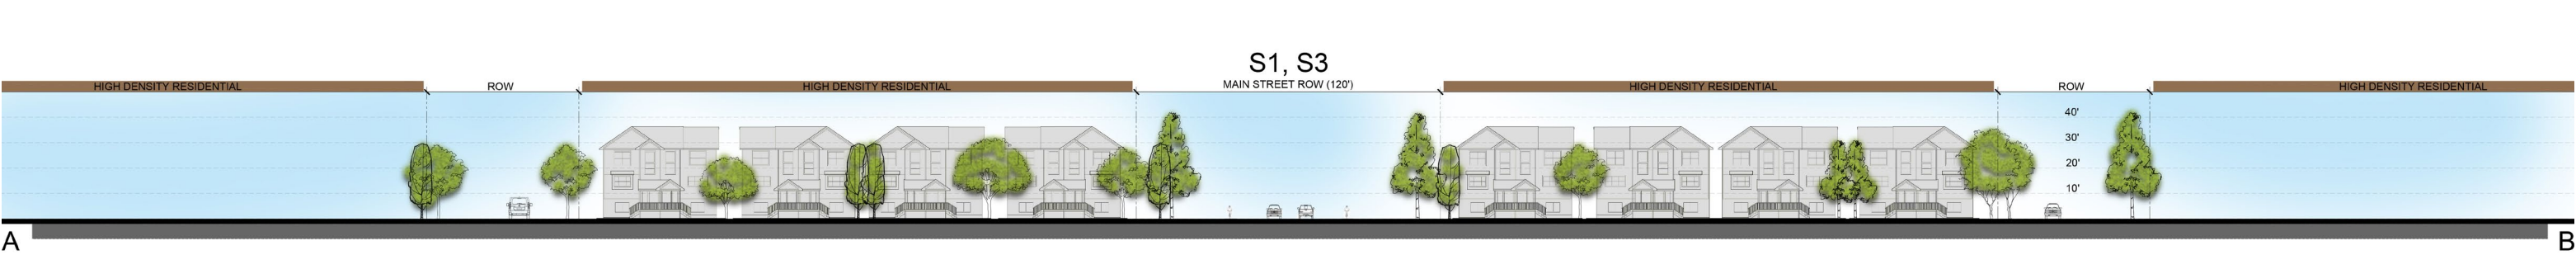 S1, S3
HIGH DENSITY RESIDENTIAL
ROW
HIGH DENSITY RESIDENTIAL
MAIN STREET ROW (120')
HIGH DENSITY RESIDENTIAL
ROW
HIGH DENSITY RESIDENTIAL
40'
30'
20'
10'
A
B